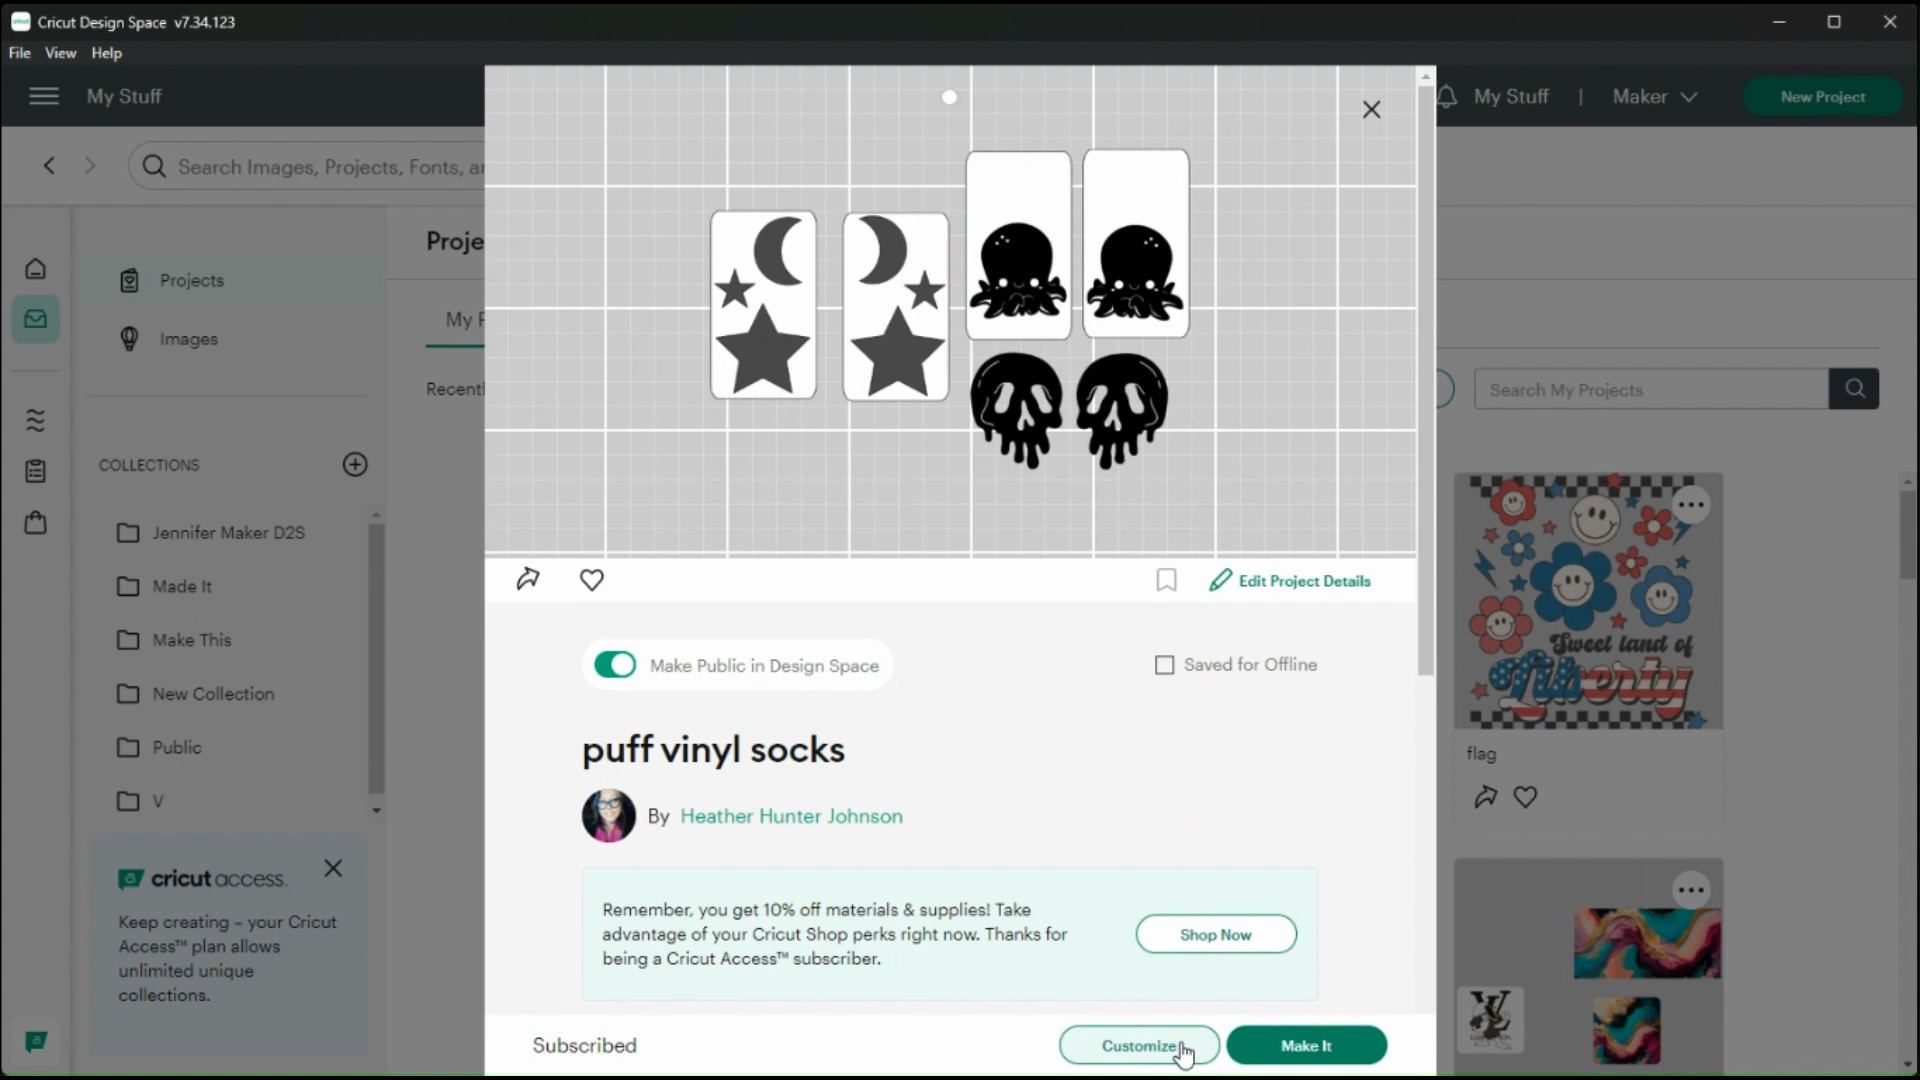 Cricut Design Space v7.34.123
File View Help
My Stuff
My Stuff | Maker
New Project
Search Images, Projects, Fonts, an
Projects
Images
COLLECTIONS
Jennifer Maker D2S
Made It
Make This
New Collection
Public
V
cricut access.
Keep creating – your Cricut
Access™ plan allows
unlimited unique
collections.
Proje
My P
Recentl
Edit Project Details
Make Public in Design Space
Saved for Offline
puff vinyl socks
By Heather Hunter Johnson
Remember, you get 10% off materials & supplies! Take
advantage of your Cricut Shop perks right now. Thanks for
being a Cricut Access™ subscriber.
Shop Now
Subscribed
Customize
Make It
Search My Projects
Sweet land of
Liberty
flag